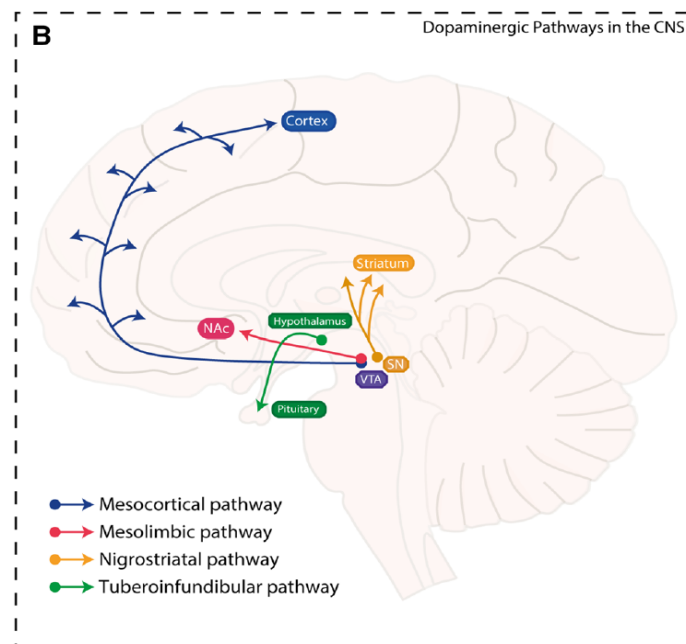 B
Dopaminergic Pathways in the CNS
Cortex
Striatum
NAc
Hypothalamus
SN
VTA
Pituitary
Mesocortical pathway
Mesolimbic pathway
Nigrostriatal pathway
Tuberoinfundibular pathway